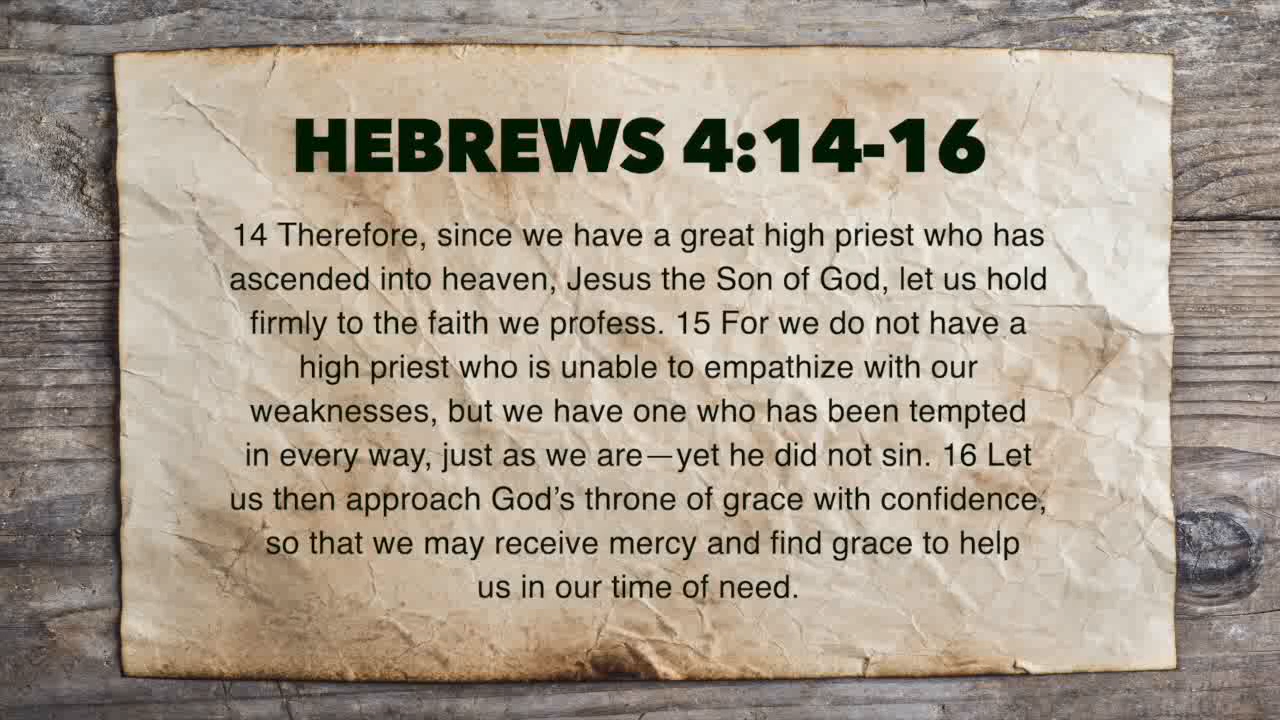 HEBREWS 4:14-16
14 Therefore, since we have a great high priest who has
ascended into heaven, Jesus the Son of God, let us hold
firmly to the faith we profess. 15 For we do not have a
high priest who is unable to empathize with our
weaknesses, but we have one who has been tempted
in every way, just as we are—yet he did not sin. 16 Let
us then approach God’s throne of grace with confidence,
so that we may receive mercy and find grace to help
us in our time of need.